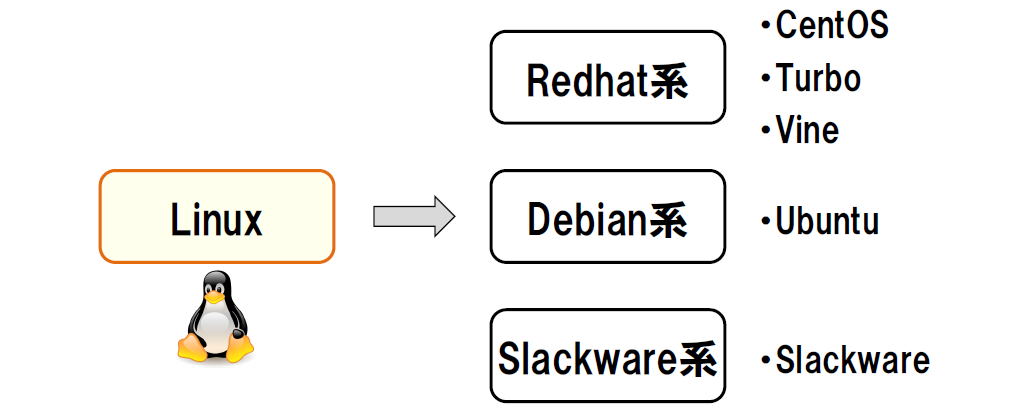 Linux
Redhat系
・CentOS
・Turbo
・Vine
Debian系
・Ubuntu
Slackware系
・Slackware